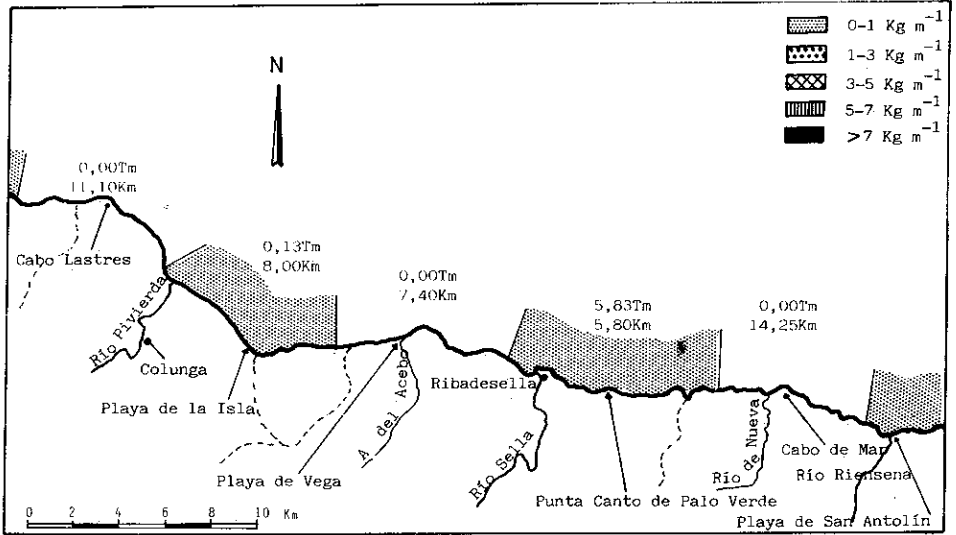 0-1 Kg m-1
1-3 Kg m-1
3-5 Kg m-1
5-7 Kg m-1
>7 Kg m-1
N
0,00Tm
11,10Km
Cabo Lastres
0,13Tm
8,00Km
0,00Tm
7,40Km
5,83Tm
5,80Km
0,00Tm
14,25Km
Río Pivierda
Colunga
Playa de la Isla
A del Acebo
Playa de Vega
Ribadesella
Río Sella
Punta Canto de Palo Verde
Río de Nueva
Cabo de Mar
Río Riensena
Playa de San Antolín
0 2 4 6 8 10 Km